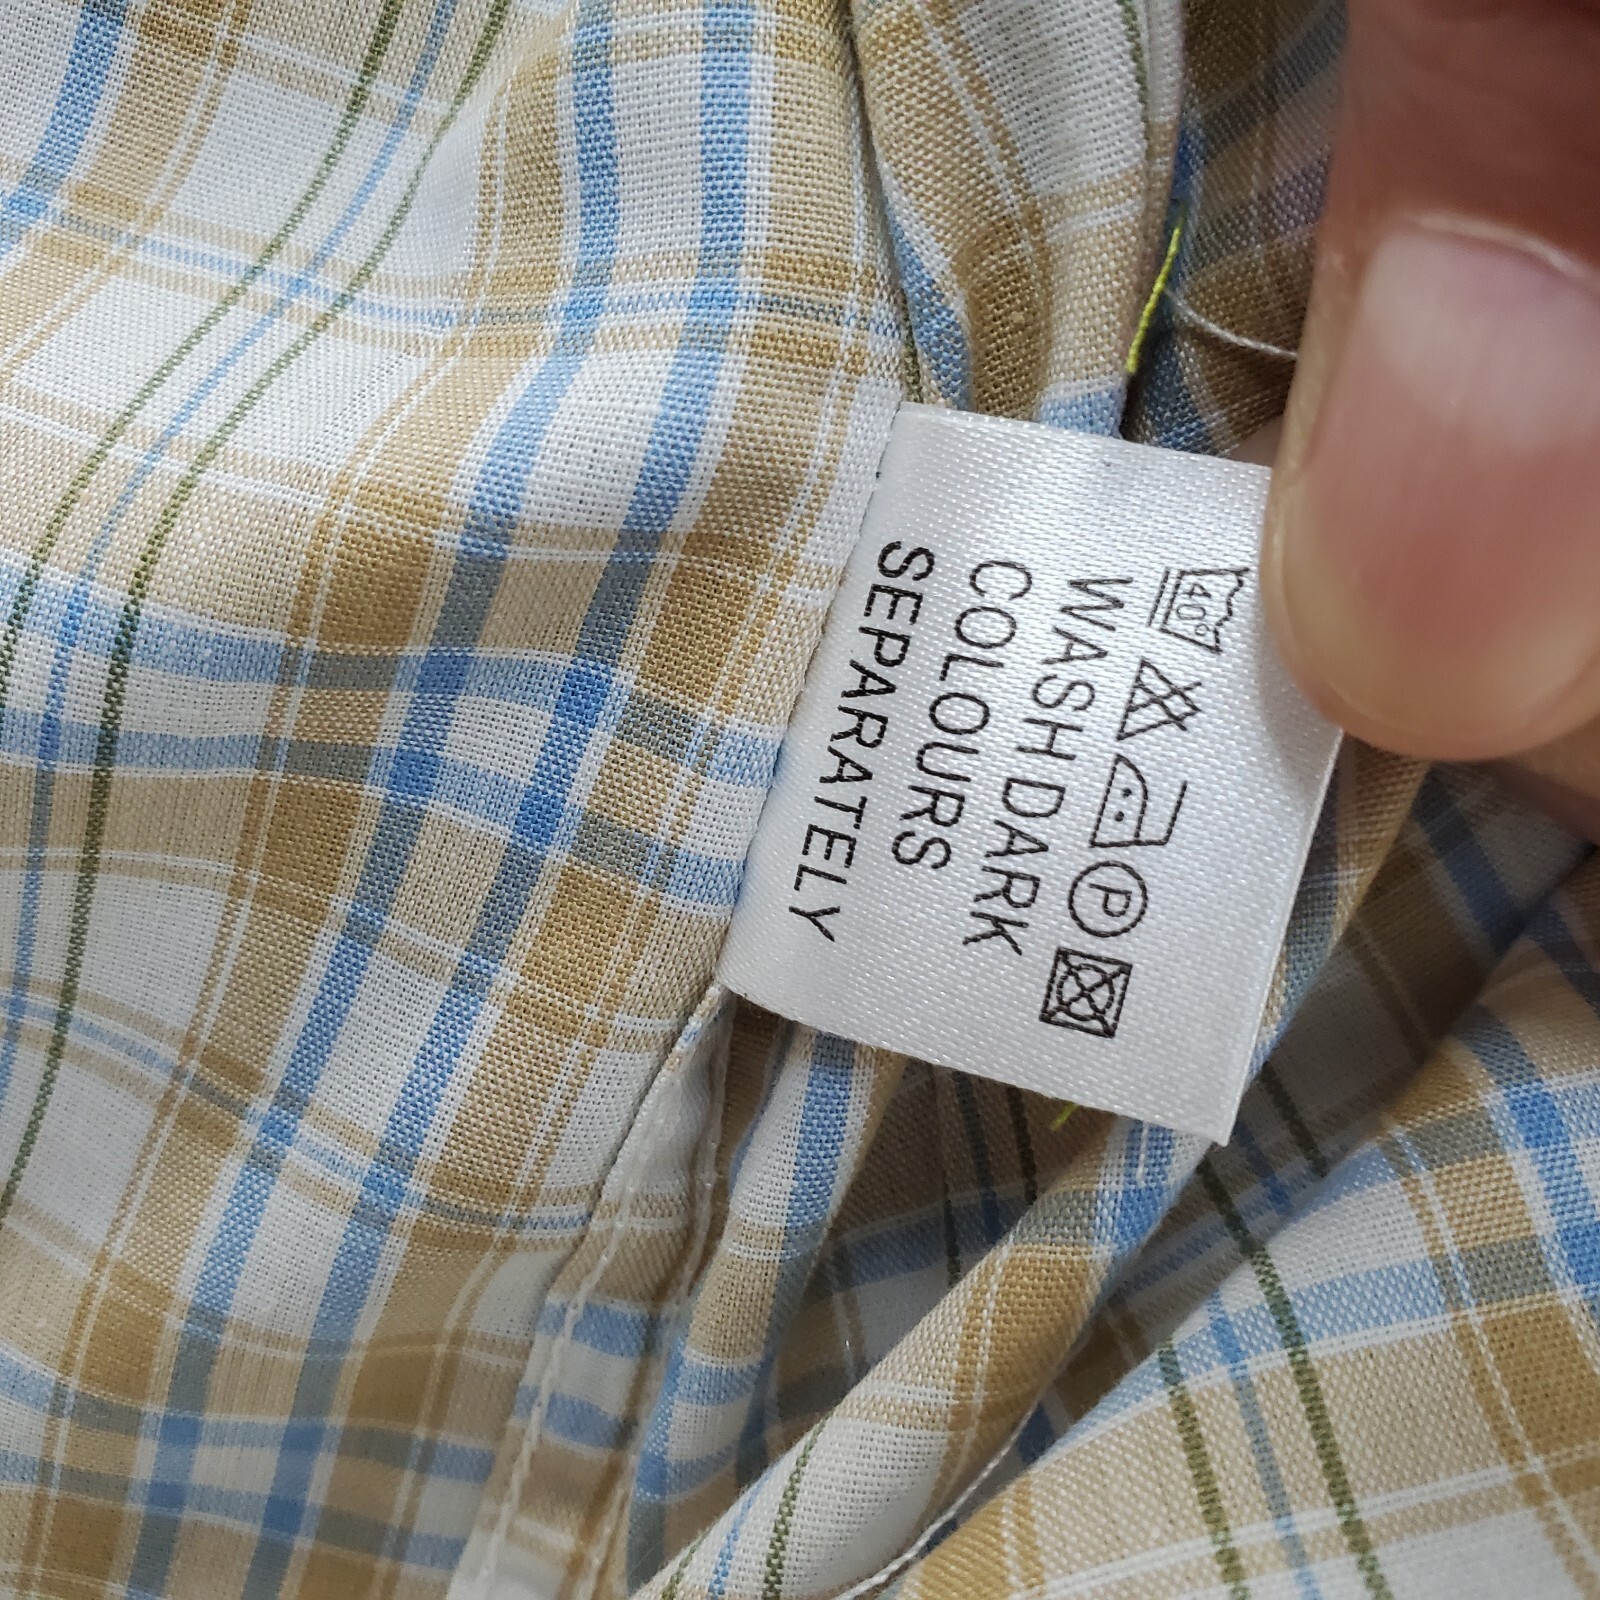 40°
P
WASH DARK
COLOURS
SEPARATELY